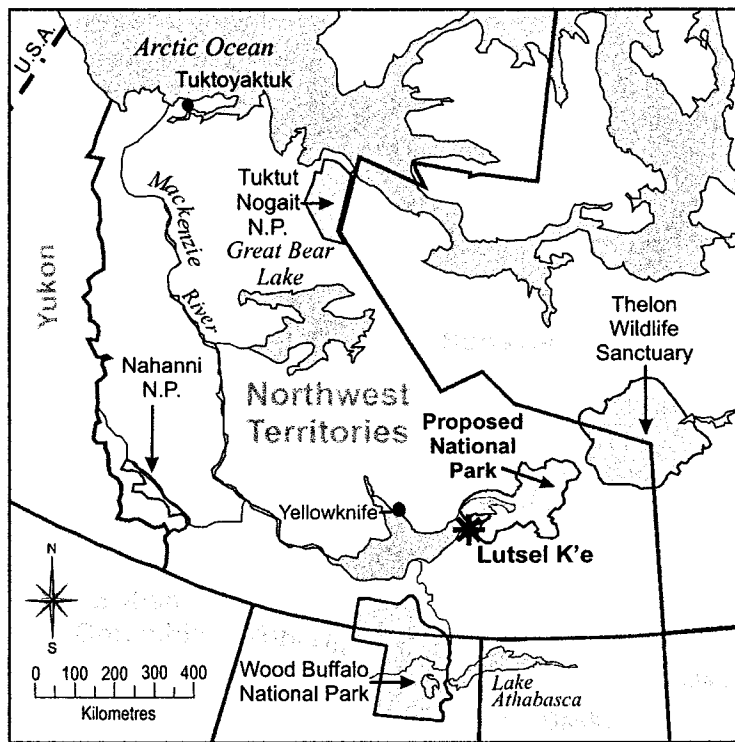 U.S.A.
Arctic Ocean
Tuktoyaktuk
Mackenzie
River
Tuktut
Nogait
N.P.
Great Bear
Lake
Yukon
Thelon
Wildlife
Sanctuary
Nahanni
N.P.
Northwest
Territories
Proposed
National
Park
Yellowknife
Lutsel K'e
N
S
0 100 200 300 400
Kilometres
Wood Buffalo
National Park
Lake
Athabasca